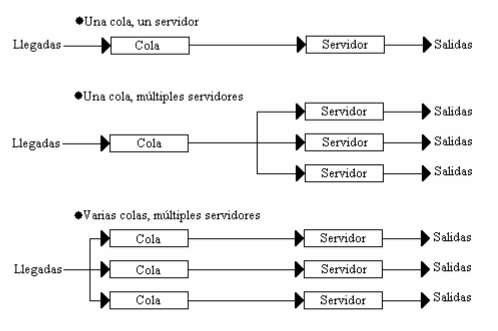 ✹Una cola, un servidor
Llegadas Cola Servidor Salidas
✹Una cola, múltiples servidores
Servidor Salidas
Llegadas Cola Servidor Salidas
Servidor Salidas
✹Varias colas, múltiples servidores
Cola Servidor Salidas
Llegadas Cola Servidor Salidas
Cola Servidor Salidas